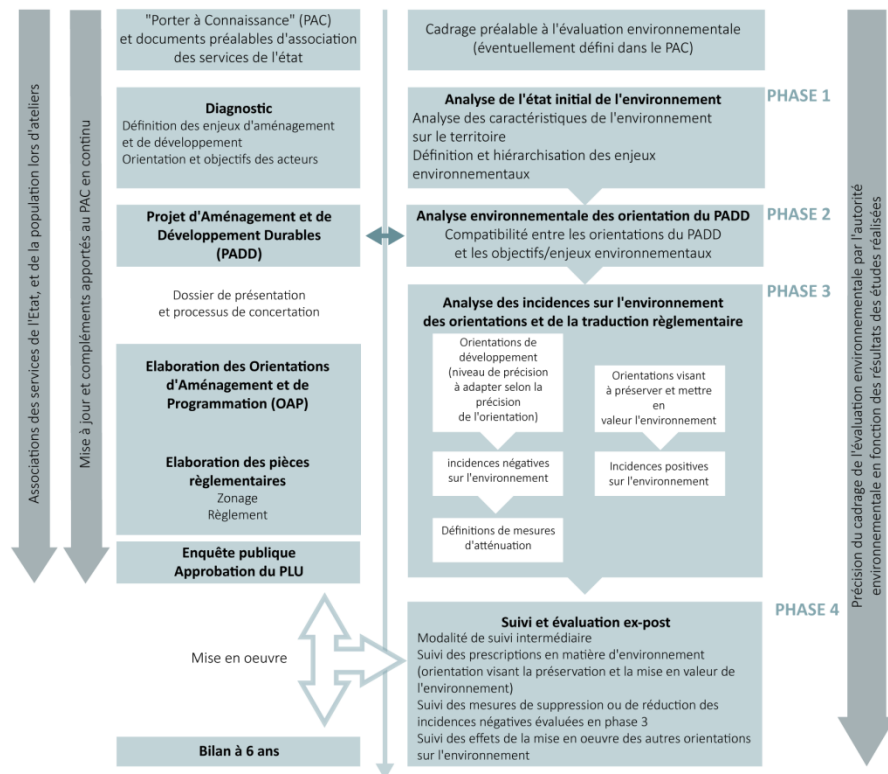 Associations des services de l'Etat, et de la population lors d'ateliers
Mise à jour et compléments apportés au PAC en continu
"Porter à Connaissance" (PAC)
et documents préalables d'association
des services de l'état
Diagnostic
Définition des enjeux d'aménagement
et de développement
Orientation et objectifs des acteurs
Projet d'Aménagement et de
Développement Durables
(PADD)
Dossier de présentation
et processus de concertation
Elaboration des Orientations
d'Aménagement et de
Programmation (OAP)
Elaboration des pièces
règlementaires
Zonage
Règlement
Enquête publique
Approbation du PLU
Mise en oeuvre
Bilan à 6 ans
Cadrage préalable à l'évaluation environnementale
(éventuellement défini dans le PAC)
PHASE 1
Analyse de l'état initial de l'environnement
Analyse des caractéristiques de l'environnement
sur le territoire
Définition et hiérarchisation des enjeux
environnementaux
PHASE 2
Analyse environnementale des orientation du PADD
Compatibilité entre les orientations du PADD
et les objectifs/enjeux environnementaux
PHASE 3
Analyse des incidences sur l'environnement
des orientations et de la traduction règlementaire
Orientations de
développement
(niveau de précision
à adapter selon la
précision
de l'orientation)
incidences négatives
sur l'environnement
Définitions de mesures
d'atténuation
Orientations visant
à préserver et mettre
en
valeur l'environnement
Incidences positives
sur l'environnement
PHASE 4
Suivi et évaluation ex-post
Modalité de suivi intermédiaire
Suivi des prescriptions en matière d'environnement
(orientation visant la préservation et la mise en valeur de
l'environnement)
Suivi des mesures de suppression ou de réduction des
incidences négatives évaluées en phase 3
Suivi des effets de la mise en oeuvre des autres orientations
sur l'environnement
Précision du cadrage de l'évaluation environnementale par l'autorité
environnementale en fonction des résultats des études réalisées